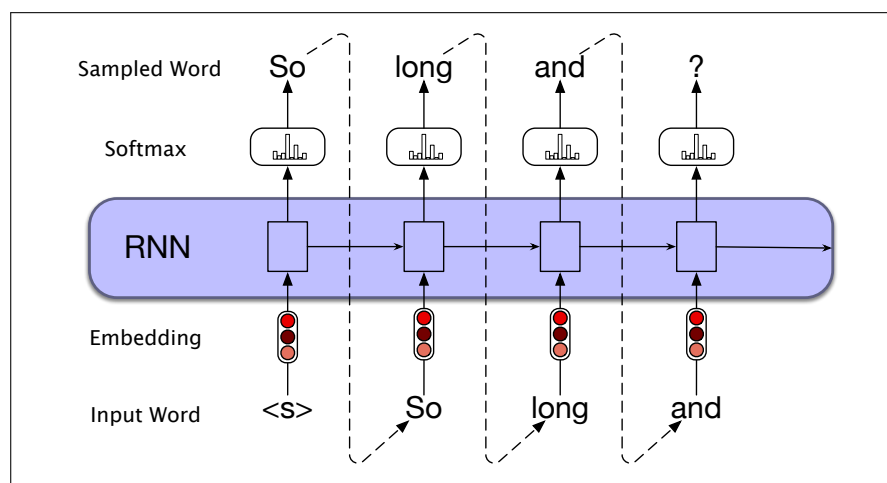 Sampled Word So long and ?
Softmax
RNN
Embedding
Input Word <s> So long and